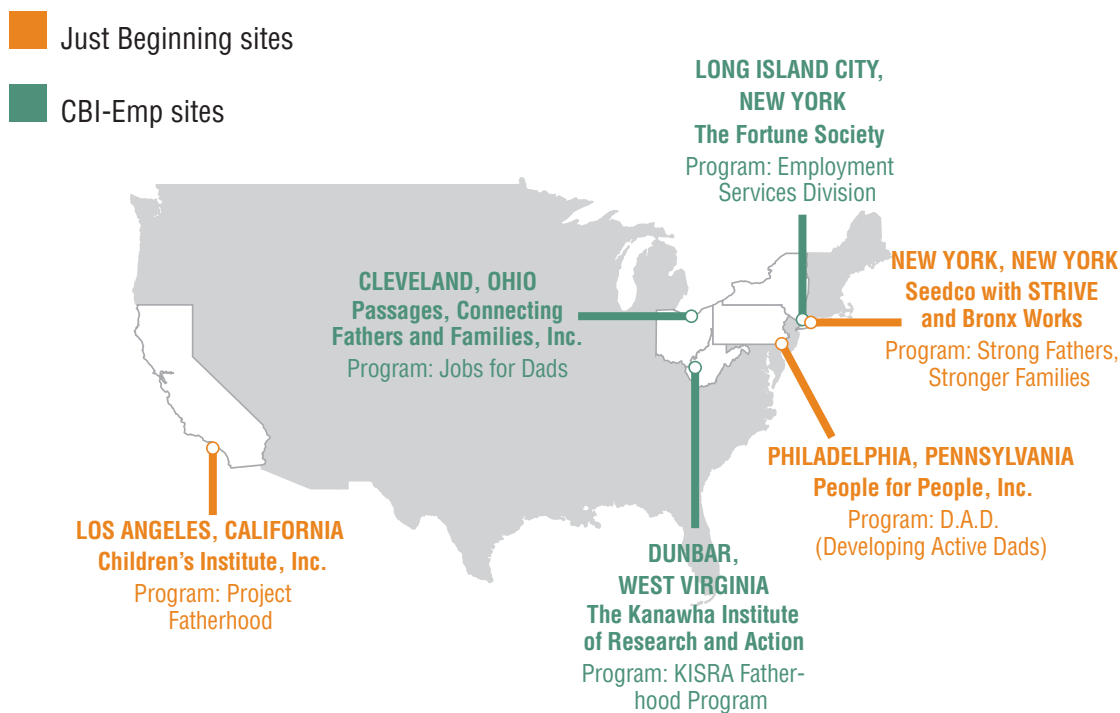 Just Beginning sites
CBI-Emp sites
LONG ISLAND CITY,
NEW YORK
The Fortune Society
Program: Employment
Services Division
CLEVELAND, OHIO
Passages, Connecting
Fathers and Families, Inc.
Program: Jobs for Dads
NEW YORK, NEW YORK
Seedco with STRIVE
and Bronx Works
Program: Strong Fathers,
Stronger Families
PHILADELPHIA, PENNSYLVANIA
People for People, Inc.
Program: D.A.D.
(Developing Active Dads)
LOS ANGELES, CALIFORNIA
Children’s Institute, Inc.
Program: Project
Fatherhood
DUNBAR,
WEST VIRGINIA
The Kanawha Institute
of Research and Action
Program: KISRA Father-
hood Program